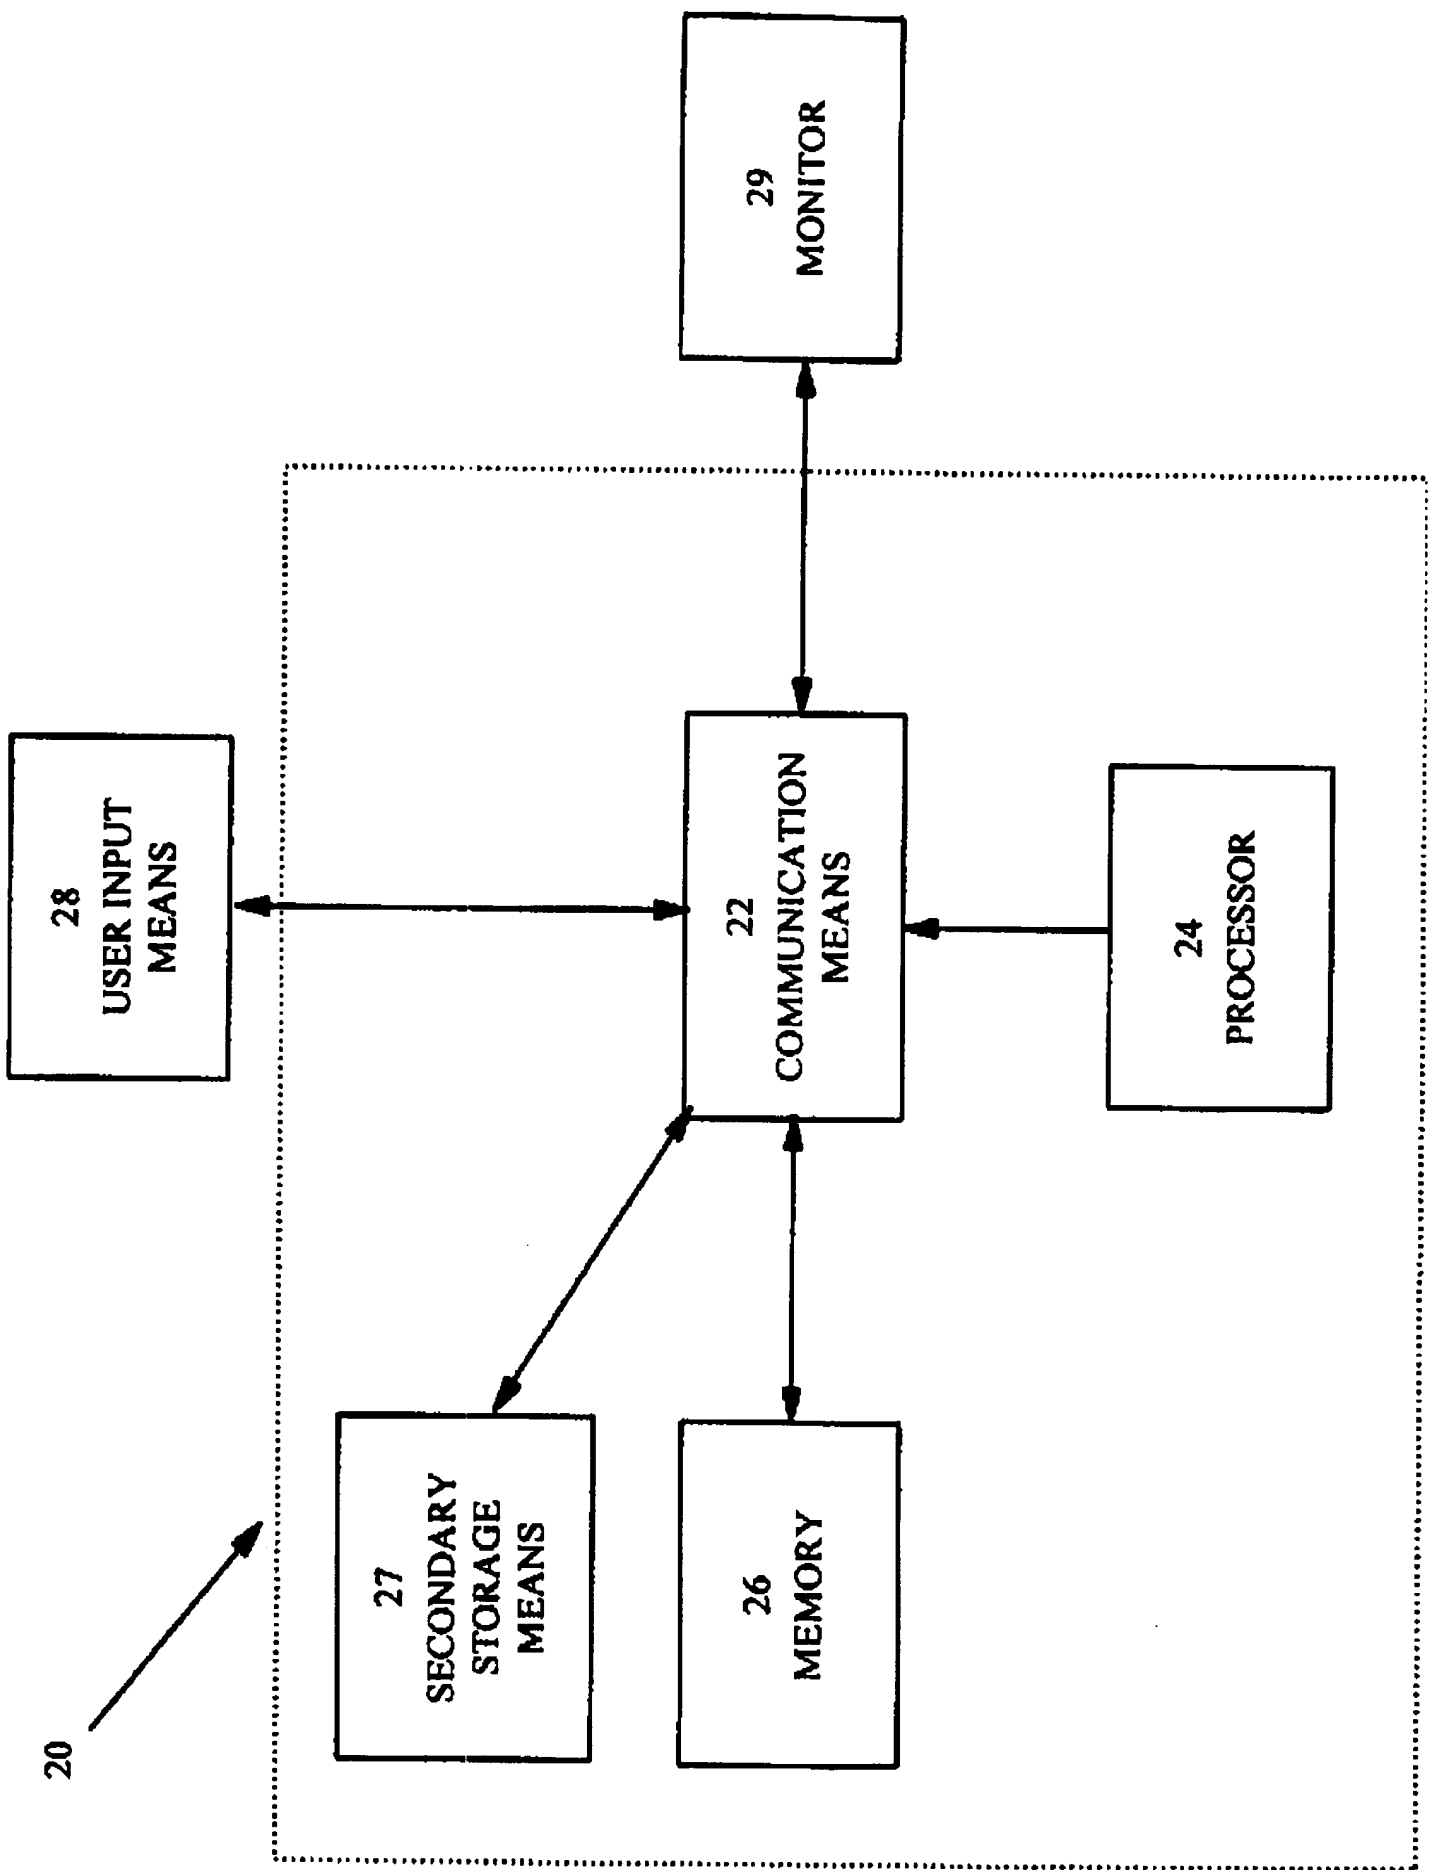 20
28
USER INPUT
MEANS
27
SECONDARY
STORAGE
MEANS
26
MEMORY
22
COMMUNICATION
MEANS
29
MONITOR
24
PROCESSOR